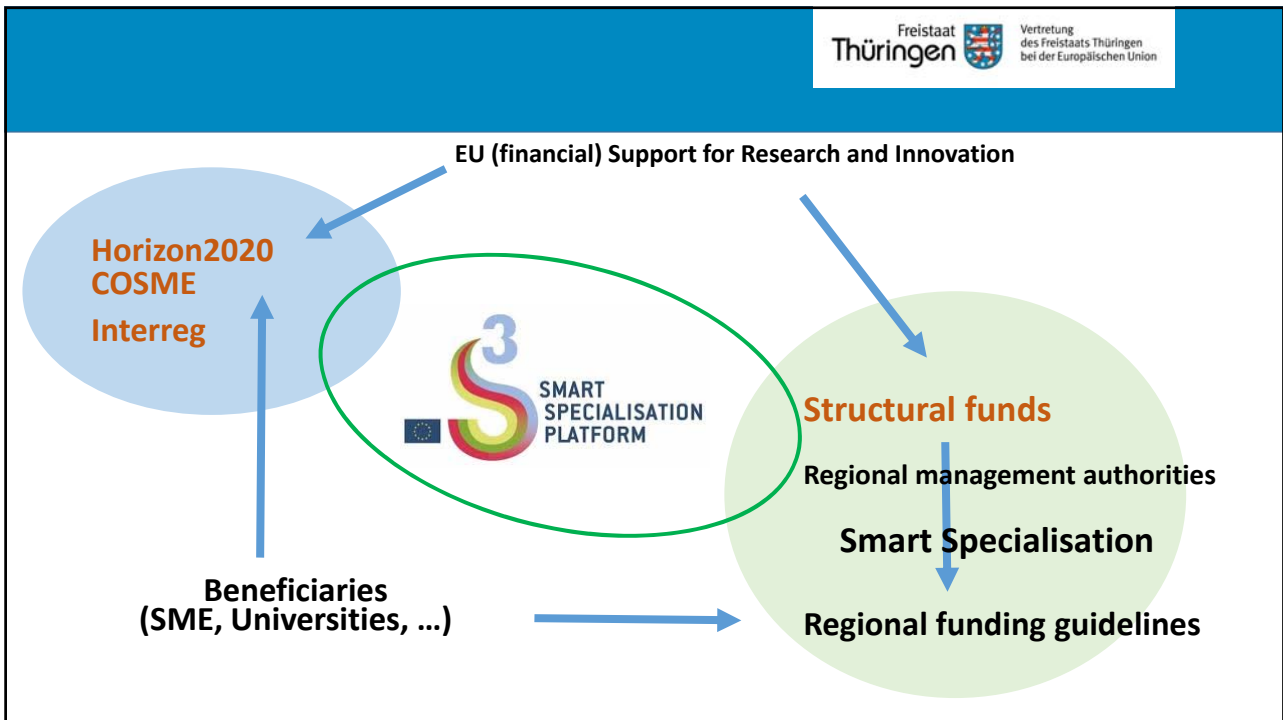 Freistaat
Thüringen
Vertretung
des Freistaats Thüringen
bei der Europäischen Union
EU (financial) Support for Research and Innovation
Horizon2020
COSME
Interreg
S3
SMART
SPECIALISATION
PLATFORM
Structural funds
Regional management authorities
Smart Specialisation
Regional funding guidelines
Beneficiaries
(SME, Universities, …)